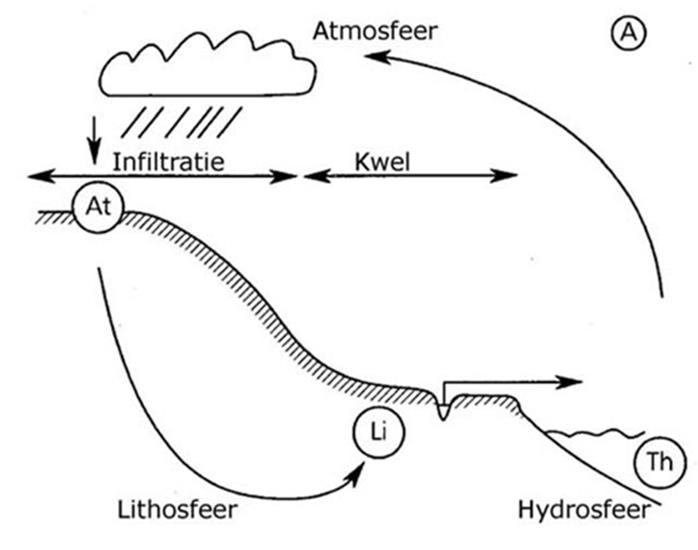 Atmosfeer
A
Infiltratie
Kwel
At
Li
Th
Lithosfeer
Hydrosfeer